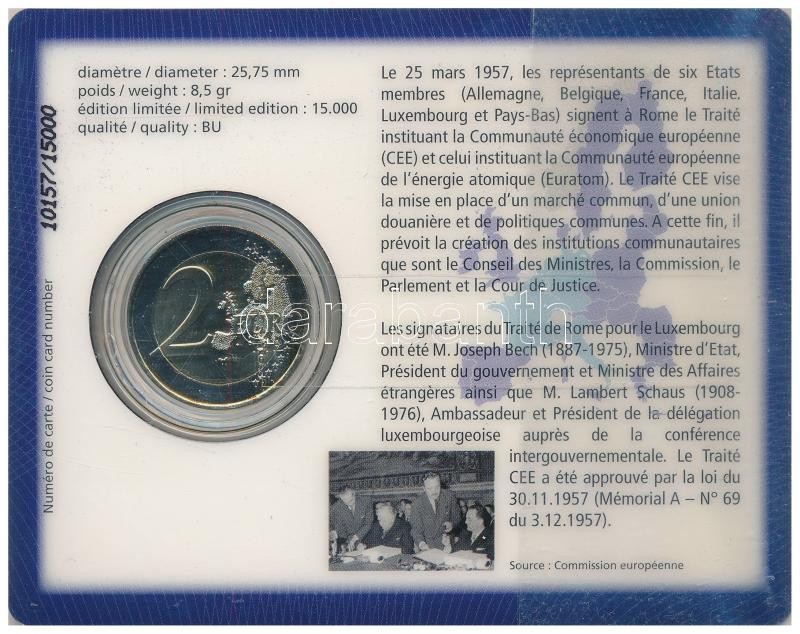 diamètre / diameter : 25,75 mm
poids / weight : 8,5 gr
édition limitée / limited edition : 15.000
qualité / quality : BU
Numéro de carte / coin card number
10157/15000
2
EURO
Le 25 mars 1957, les représentants de six Etats
membres (Allemagne, Belgique, France, Italie.
Luxembourg et Pays-Bas) signent à Rome le Traité
instituant la Communauté économique européenne
(CEE) et celui instituant la Communauté européenne
de l'énergie atomique (Euratom). Le Traité CEE vise
la mise en place d'un marché commun, d'une union
douanière et de politiques communes. A cette fin, il
prévoit la création des institutions communautaires
que sont le Conseil des Ministres, la Commission, le
Parlement et la Cour de Justice.
Les signataires du Traité de Rome pour le Luxembourg
ont été M. Joseph Bech (1887-1975), Ministre d'Etat,
Président du gouvernement et Ministre des Affaires
étrangères ainsi que M. Lambert Schaus (1908-
1976), Ambassadeur et Président de la délégation
luxembourgeoise auprès de la conférence
intergouvernementale. Le Traité
CEE a été approuvé par la loi du
30.11.1957 (Mémorial A – N° 69
du 3.12.1957).
Source : Commission européenne
darabanth